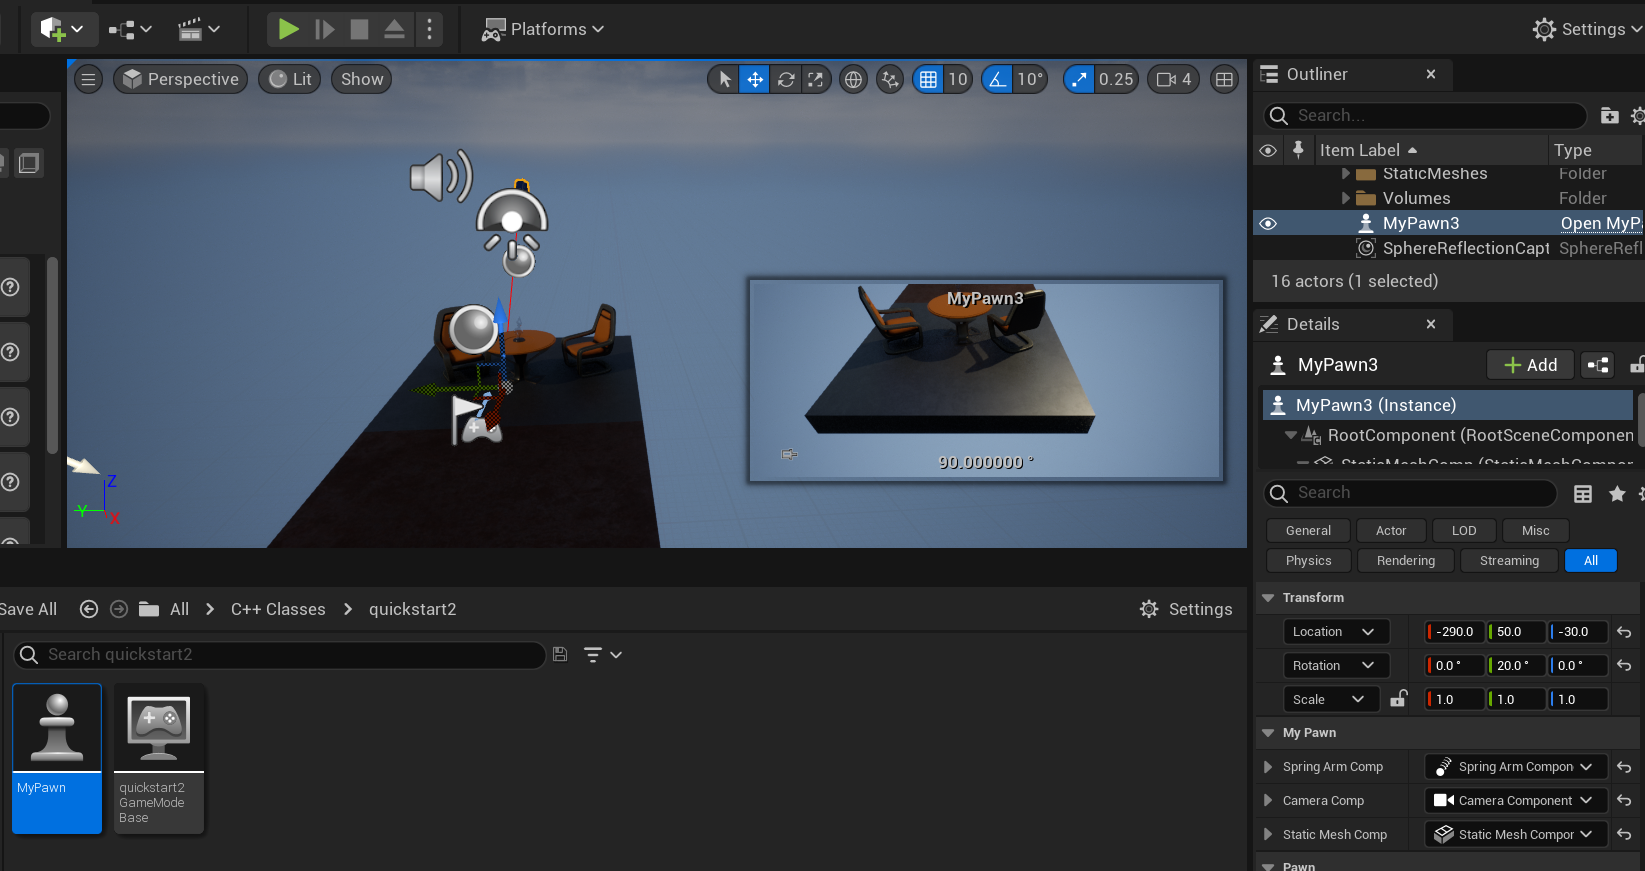 Platforms
Settings
Perspective
Lit
Show
10
10°
0.25
4
MyPawn3
90.000000 °
Z
Y
X
Outliner
Search...
Item Label
Type
StaticMeshes
Folder
Volumes
Folder
MyPawn3
Open MyP
SphereReflectionCapt
SphereRefl
16 actors (1 selected)
Details
MyPawn3
Add
MyPawn3 (Instance)
RootComponent (RootSceneComponen
StaticMeshComp (StaticMeshCompor
Search
General
Actor
LOD
Misc
Physics
Rendering
Streaming
All
Transform
Location
-290.0
50.0
-30.0
Rotation
0.0 °
20.0 °
0.0 °
Scale
1.0
1.0
1.0
My Pawn
Spring Arm Comp
Spring Arm Compon
Camera Comp
Camera Component
Static Mesh Comp
Static Mesh Compor
Pawn
Save All
All
C++ Classes
quickstart2
Settings
Search quickstart2
MyPawn
quickstart2
GameMode
Base